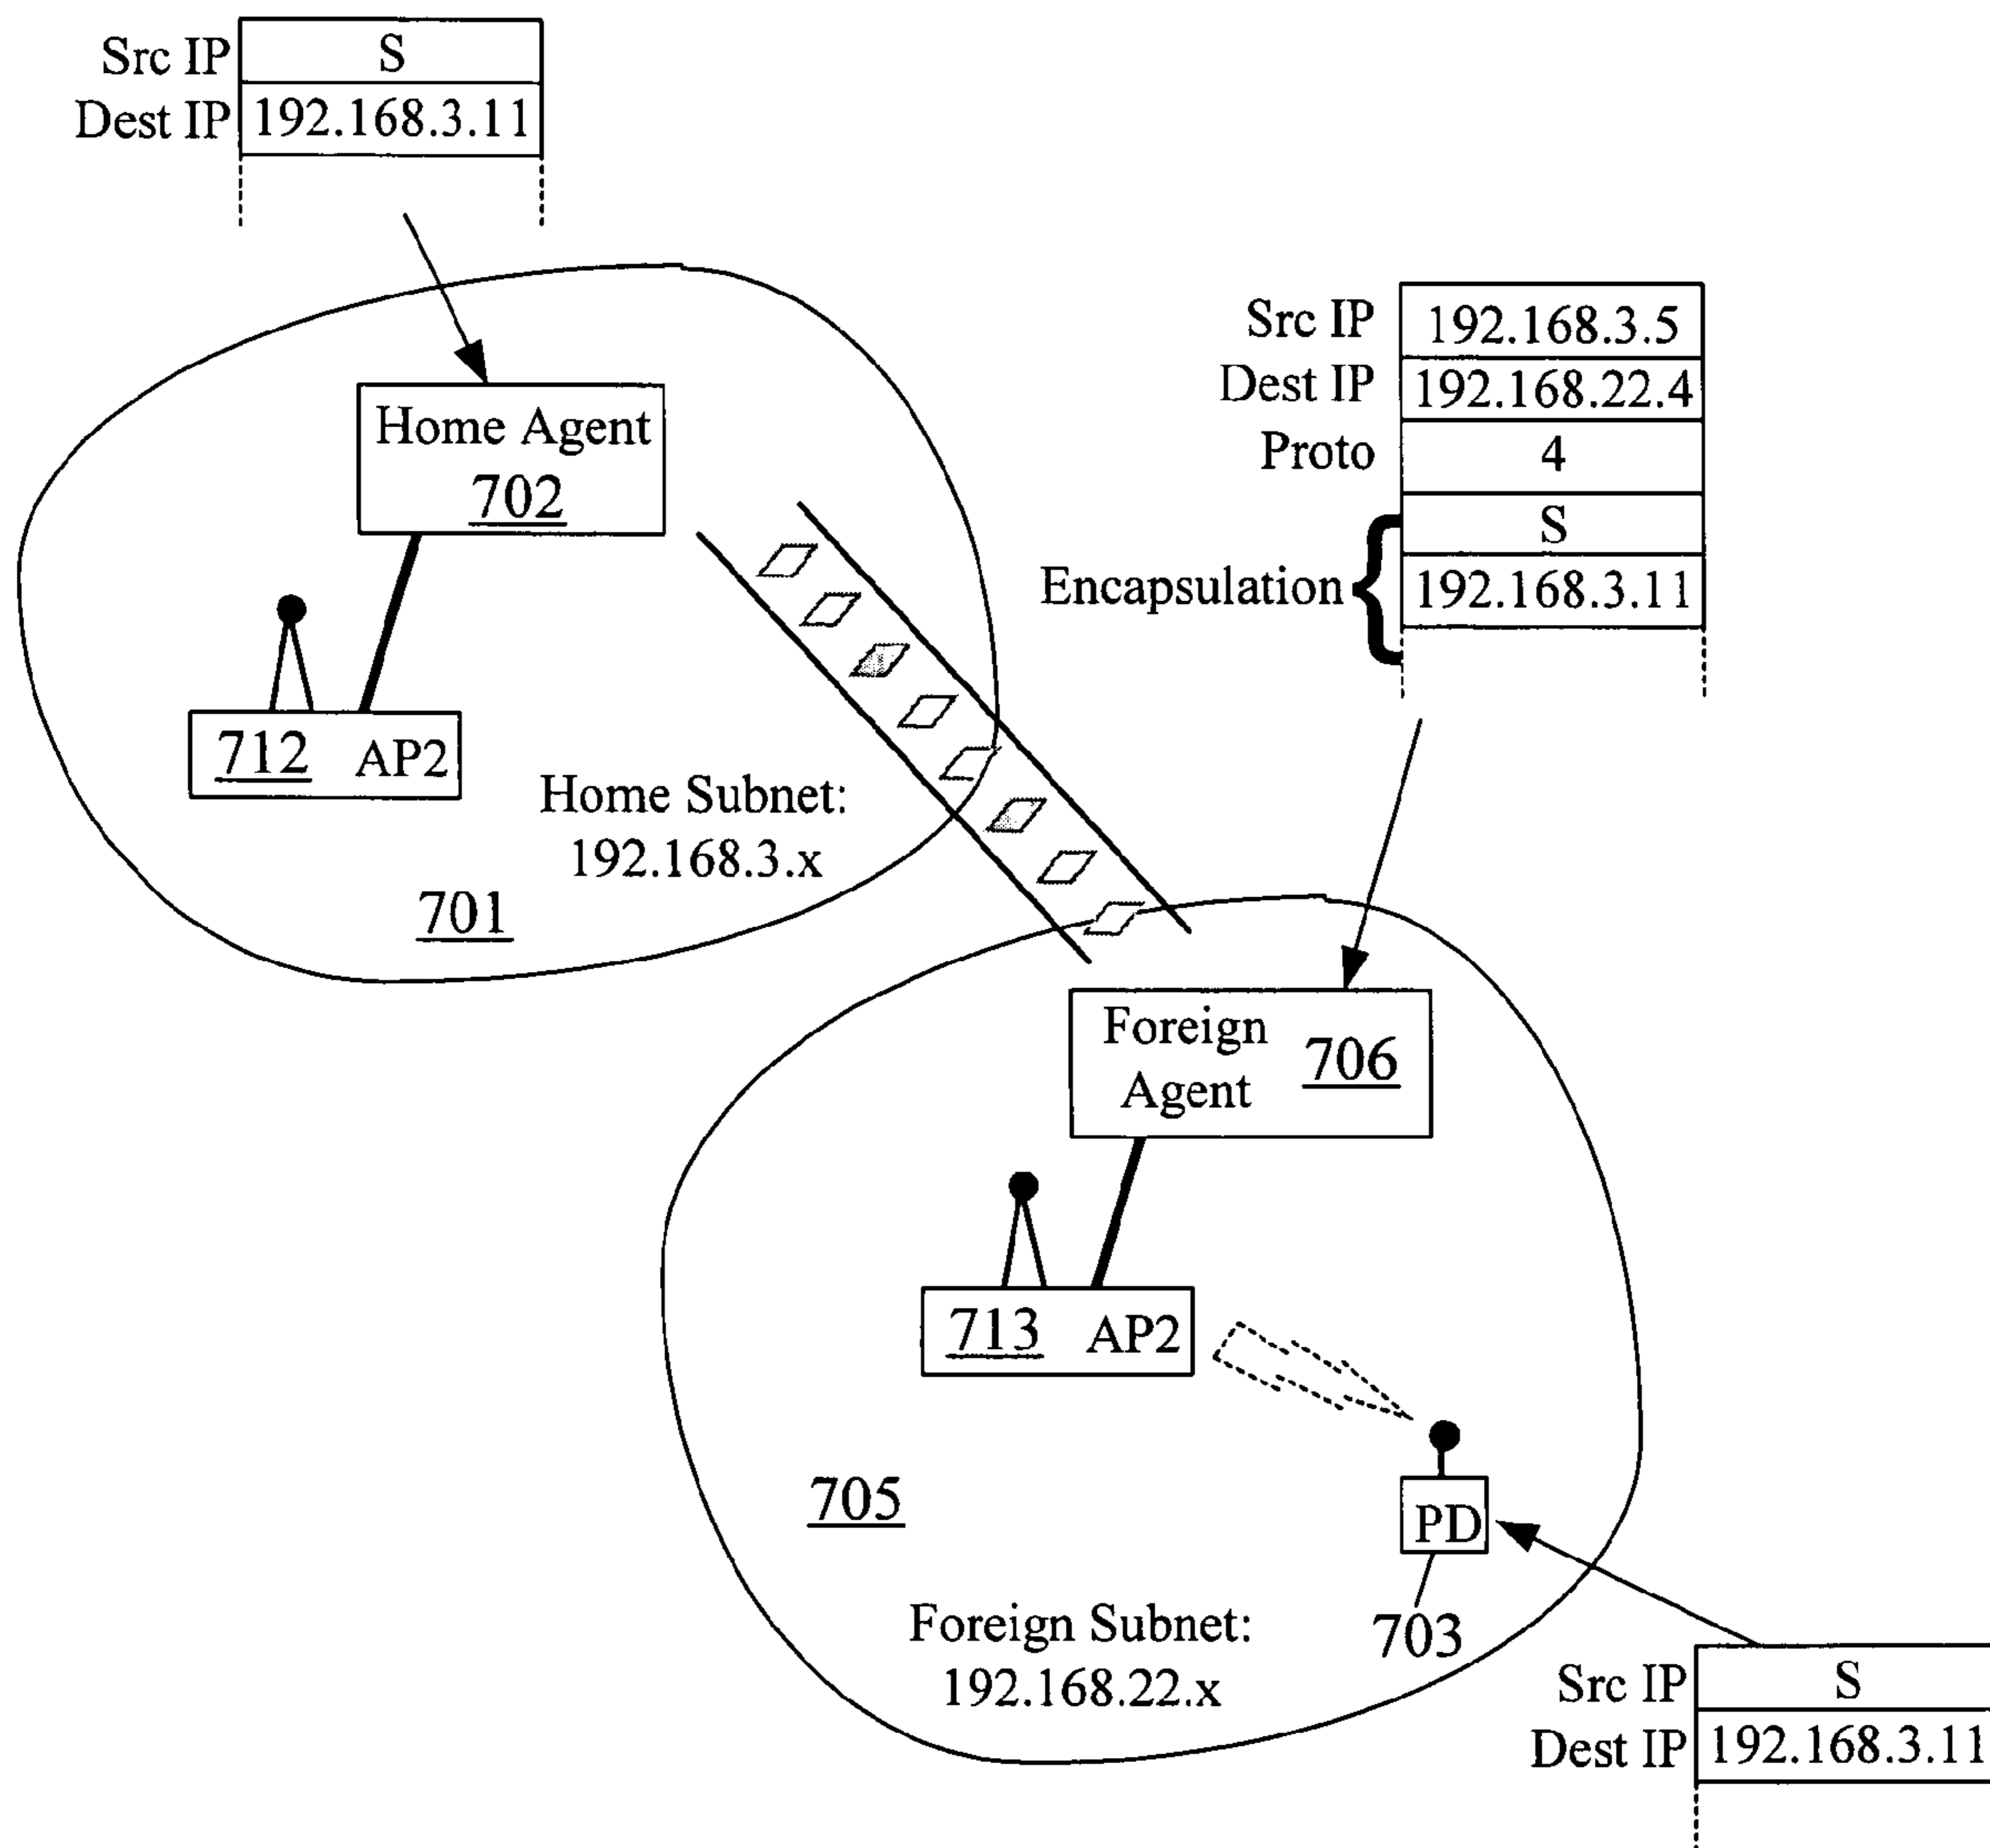 Src IP S
Dest IP 192.168.3.11
Src IP 192.168.3.5
Dest IP 192.168.22.4
Proto 4
S
Encapsulation
192.168.3.11
Home Agent
702
712 AP2
Home Subnet:
192.168.3.x
701
Foreign
Agent
706
713 AP2
705
PD
703
Foreign Subnet:
192.168.22.x
Src IP S
Dest IP 192.168.3.11